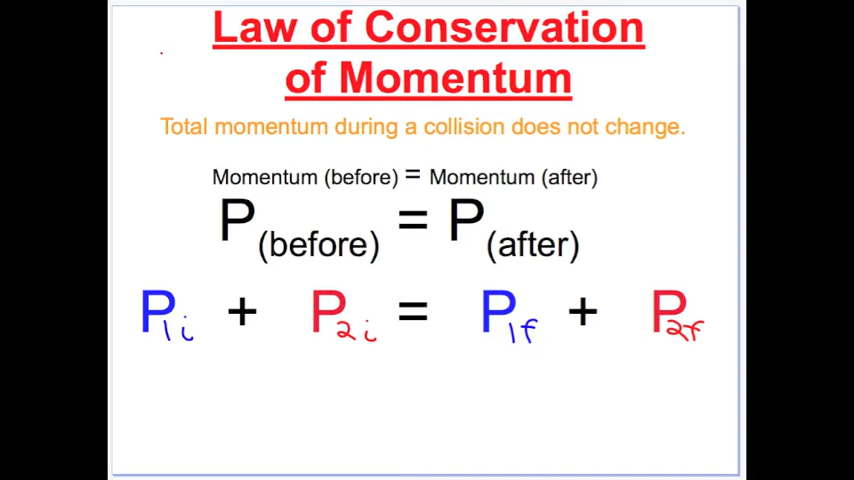 Law of Conservation
of Momentum
Total momentum during a collision does not change.
Momentum (before) = Momentum (after)
P(before) = P(after)
P1i + P2i = P1f + P2f